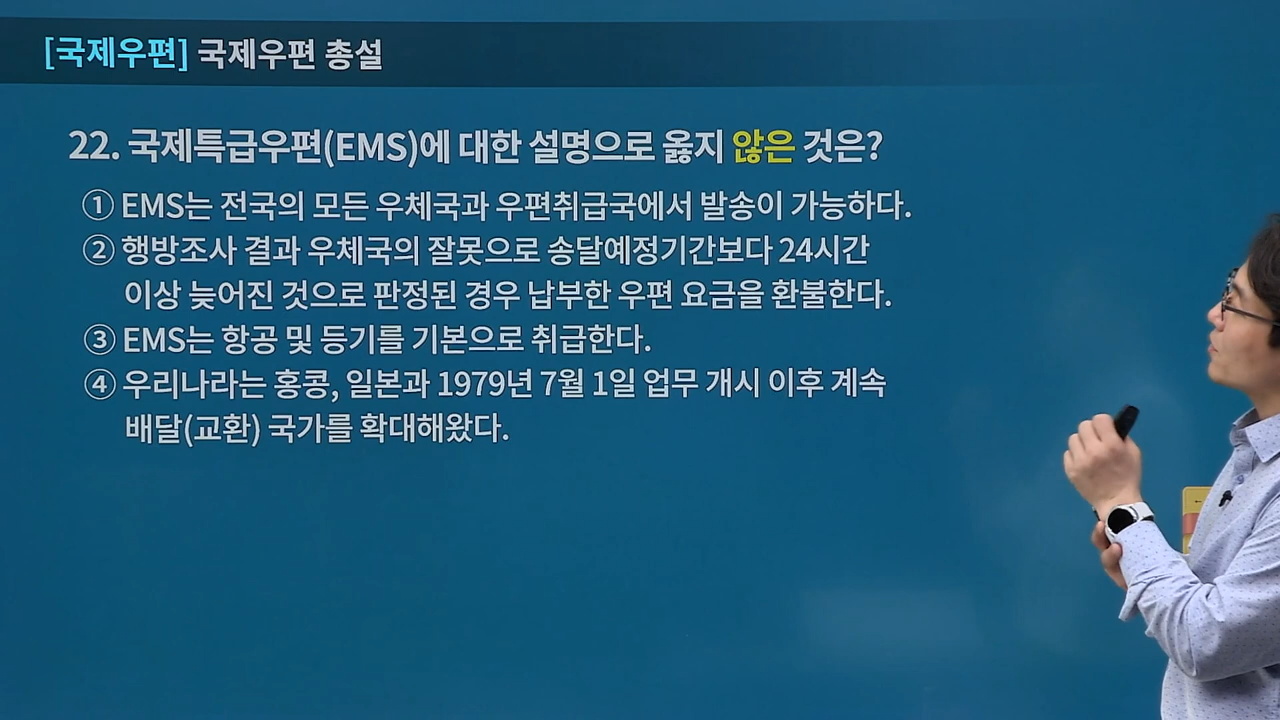 [국제우편] 국제우편 총설
22. 국제특급우편(EMS)에 대한 설명으로 옳지 않은 것은?
① EMS는 전국의 모든 우체국과 우편취급국에서 발송이 가능하다.
② 행방조사 결과 우체국의 잘못으로 송달예정기간보다 24시간
이상 늦어진 것으로 판정된 경우 납부한 우편 요금을 환불한다.
③ EMS는 항공 및 등기를 기본으로 취급한다.
④ 우리나라는 홍콩, 일본과 1979년 7월 1일 업무 개시 이후 계속
배달(교환) 국가를 확대해왔다.